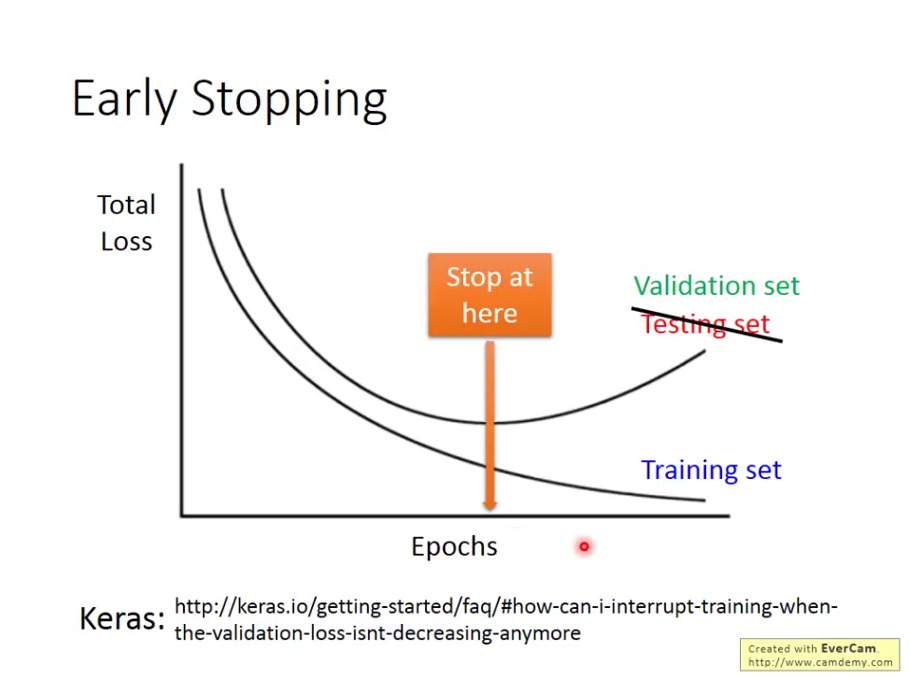 Early Stopping
Total
Loss
Stop at
here
Validation set
Testing set
Training set
Epochs
Keras:
http://keras.io/getting-started/faq/#how-can-i-interrupt-training-when-
the-validation-loss-isnt-decreasing-anymore
Created with EverCam.
http://www.camdemy.com